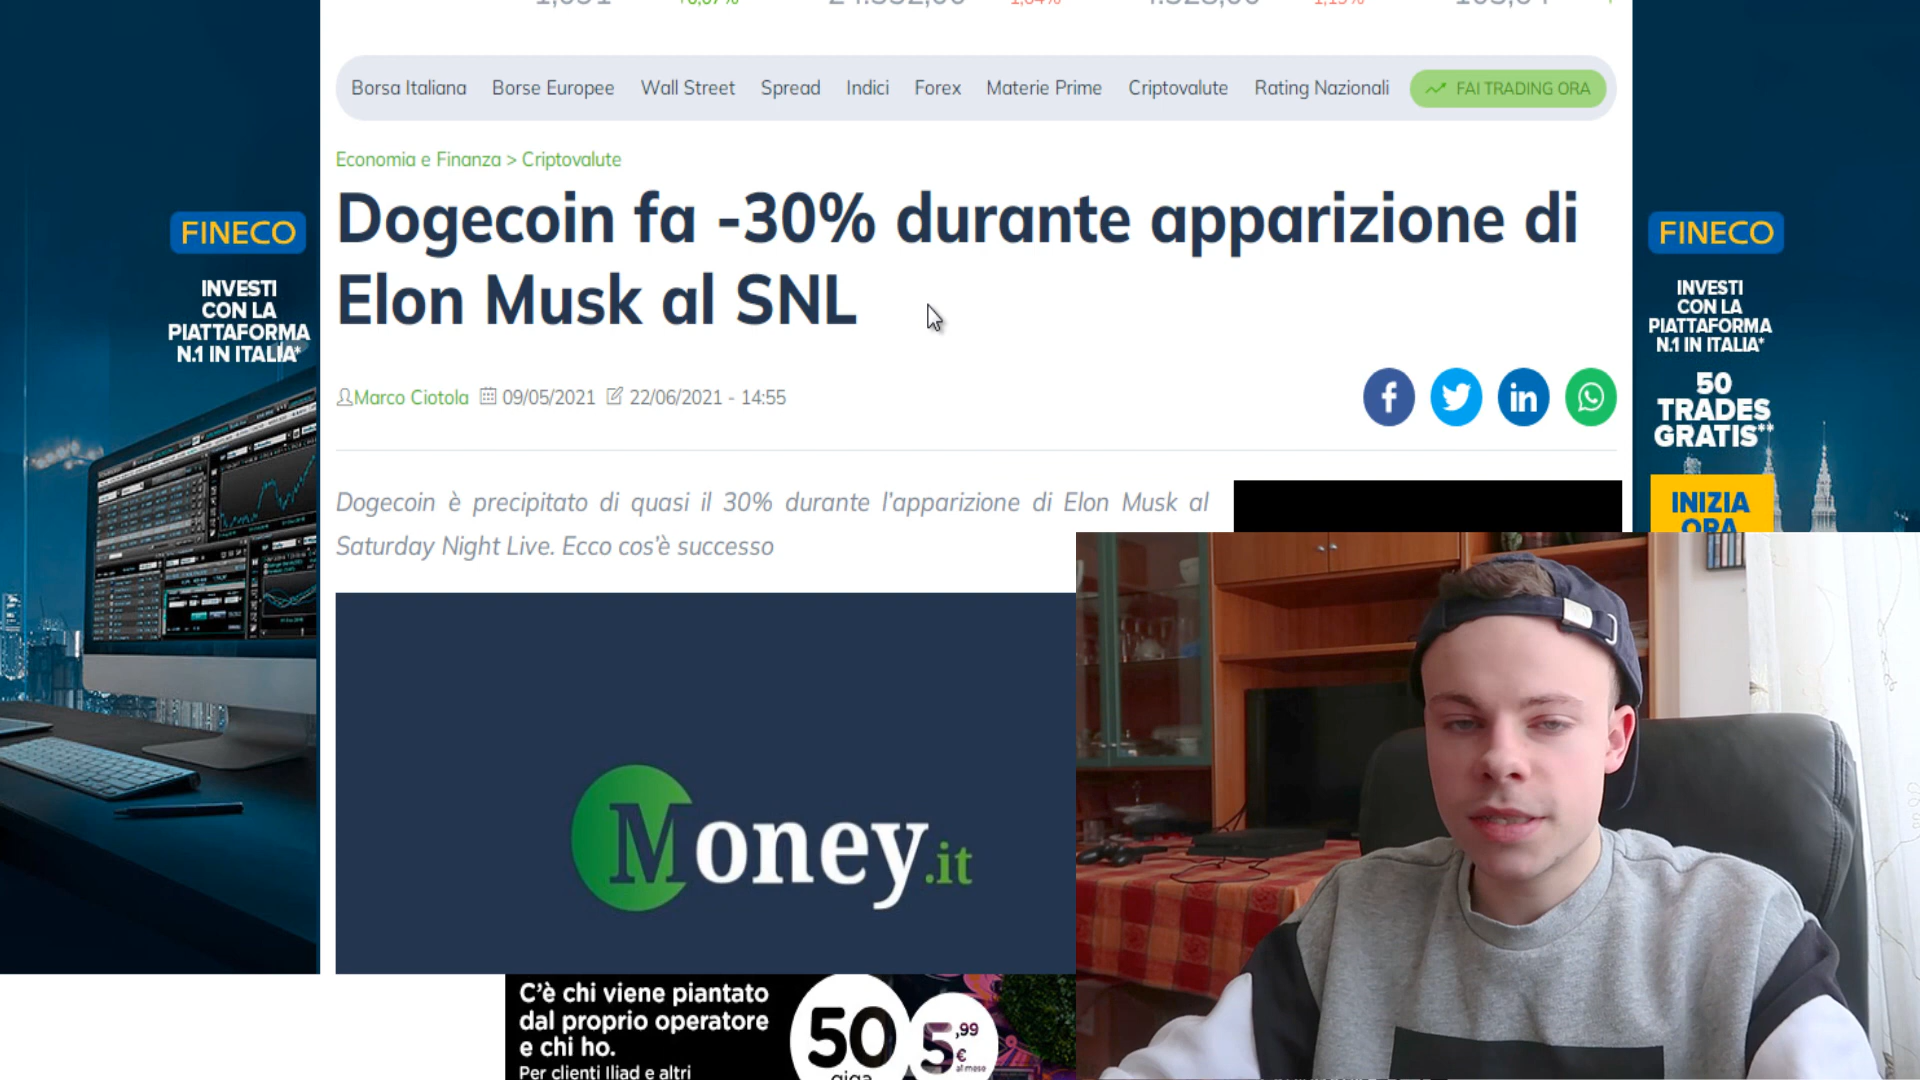 Borsa Italiana Borse Europee Wall Street Spread Indici Forex Materie Prime Criptovalute Rating Nazionali FAI TRADING ORA
Economia e Finanza > Criptovalute
Dogecoin fa -30% durante apparizione di
Elon Musk al SNL
Marco Ciotola 09/05/2021 22/06/2021 - 14:55
Dogecoin è precipitato di quasi il 30% durante l'apparizione di Elon Musk al
Saturday Night Live. Ecco cos'è successo
Money.it
FINECO
INVESTI
CON LA
PIATTAFORMA
N.1 IN ITALIA*
FINECO
INVESTI
CON LA
PIATTAFORMA
N.1 IN ITALIA*
50
TRADES
GRATIS**
INIZIA
ORA
C'è chi viene piantato
dal proprio operatore
e chi ho.
Per clienti Iliad e altri
50
giga
5,99
€
al mese